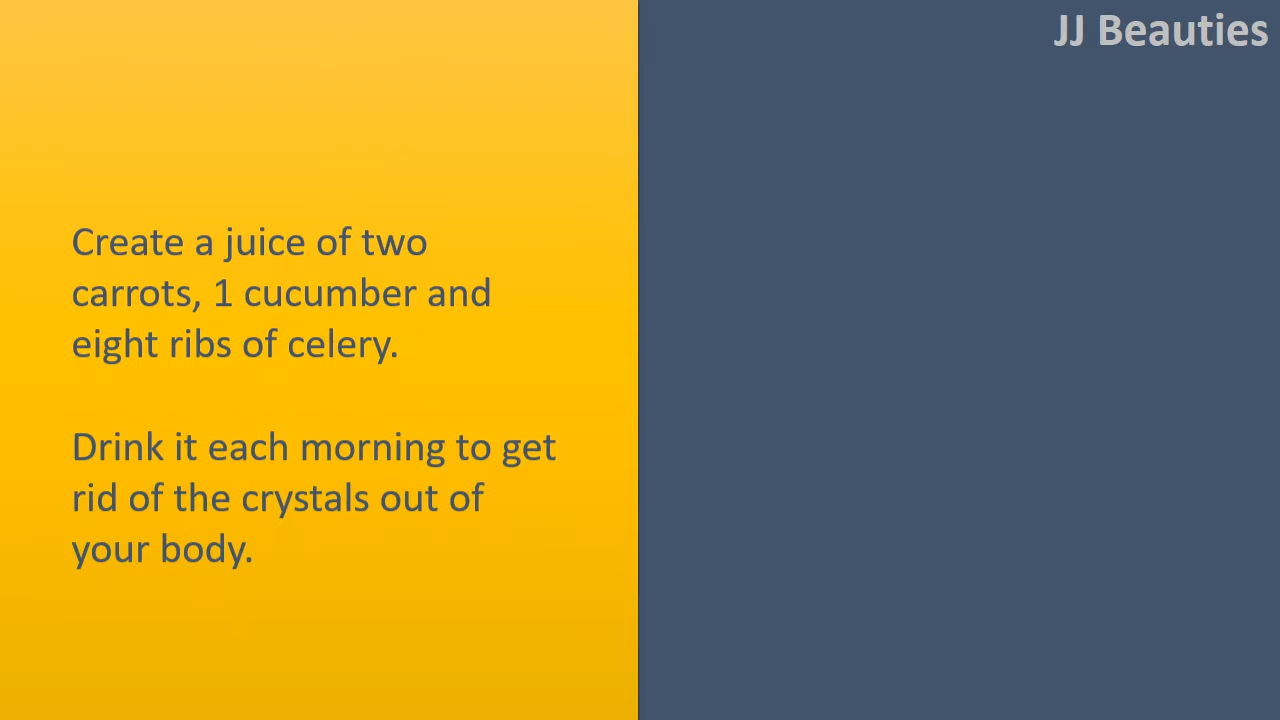 JJ Beauties
Create a juice of two
carrots, 1 cucumber and
eight ribs of celery.
Drink it each morning to get
rid of the crystals out of
your body.